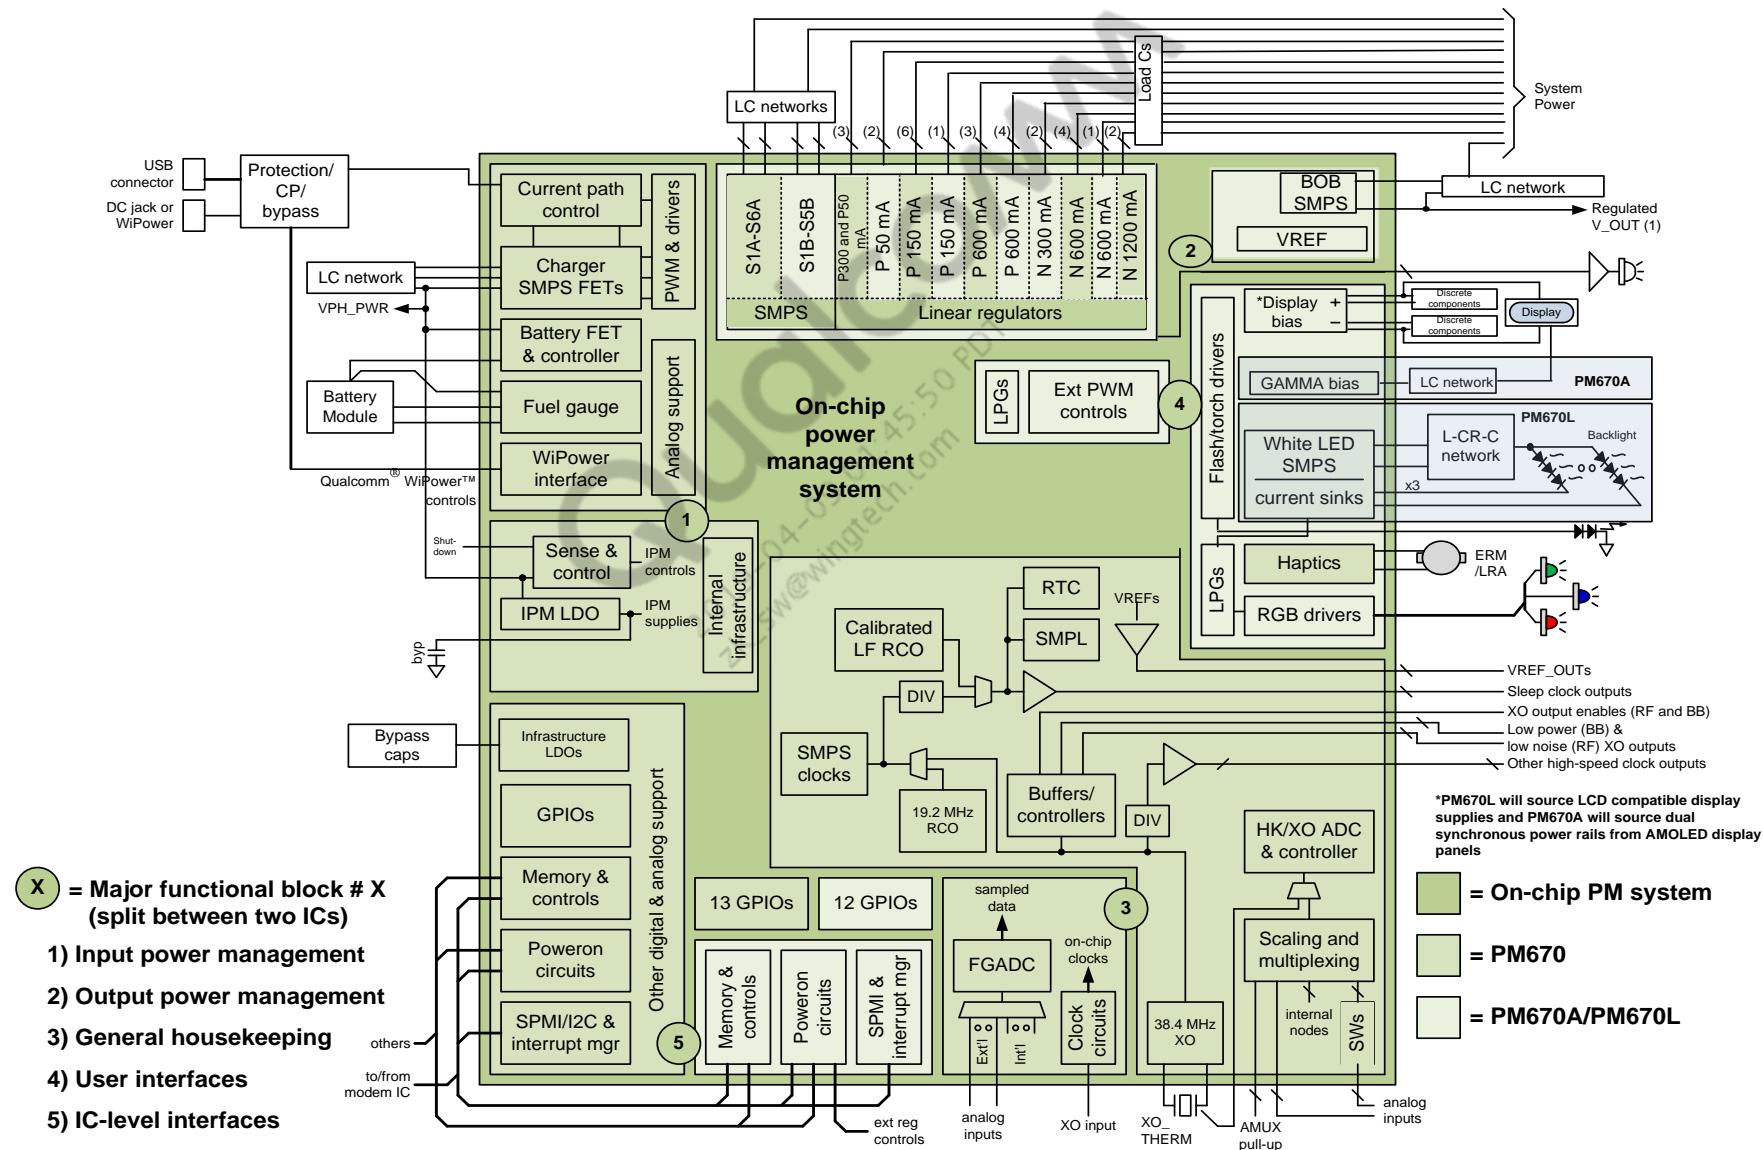 LC networks
Load Cs
System
Power
(3)
(2)
(6)
(1)
(3)
(4)
(2)
(4)
(1)
(2)
S1A-S6A
S1B-S5B
P300 and P50
mA
P 50 mA
P 150 mA
P 150 mA
P 600 mA
P 600 mA
N 300 mA
N 600 mA
N 600 mA
N 1200 mA
SMPS
Linear regulators
USB
connector
DC jack or
WiPower
Protection/
CP/
bypass
Current path
control
PWM & drivers
Charger
SMPS FETs
LC network
VPH_PWR
Battery FET
& controller
Battery
Module
Fuel gauge
Analog support
WiPower
interface
Qualcomm® WiPower™
controls
1
BOB
SMPS
VREF
2
LC network
Regulated
V_OUT (1)
*Display
bias
+
–
Discrete
components
Discrete
components
Display
Flash/torch drivers
GAMMA bias
LC network
PM670A
PM670L
White LED
SMPS
current sinks
L-CR-C
network
Backlight
x3
LPGs
Ext PWM
controls
4
On-chip
power
management
system
Qualcomm
LPGs
Haptics
RGB drivers
ERM
/LRA
Shut-
down
Sense &
control
IPM
controls
IPM LDO
IPM
supplies
Internal
infrastructure
byp
RTC
SMPL
VREFs
Calibrated
LF RCO
DIV
SMPS
clocks
19.2 MHz
RCO
Buffers/
controllers
DIV
HK/XO ADC
& controller
VREF_OUTs
Sleep clock outputs
XO output enables (RF and BB)
Low power (BB) &
low noise (RF) XO outputs
Other high-speed clock outputs
*PM670L will source LCD compatible display
supplies and PM670A will source dual
synchronous power rails from AMOLED display
panels
Bypass
caps
Infrastructure
LDOs
GPIOs
Memory &
controls
Poweron
circuits
SPMI/I2C &
interrupt mgr
Other digital & analog support
5
13 GPIOs
12 GPIOs
Memory &
controls
Poweron
circuits
SPMI &
interrupt mgr
sampled
data
FGADC
Ext'l
Int'l
on-chip
clocks
Clock
circuits
3
38.4 MHz
XO
Scaling and
multiplexing
internal
nodes
SWs
others
to/from
modem IC
ext reg
controls
analog
inputs
XO input
XO_
THERM
AMUX
pull-up
analog
inputs
X
= Major functional block # X
(split between two ICs)
1) Input power management
2) Output power management
3) General housekeeping
4) User interfaces
5) IC-level interfaces
= On-chip PM system
= PM670
= PM670A/PM670L